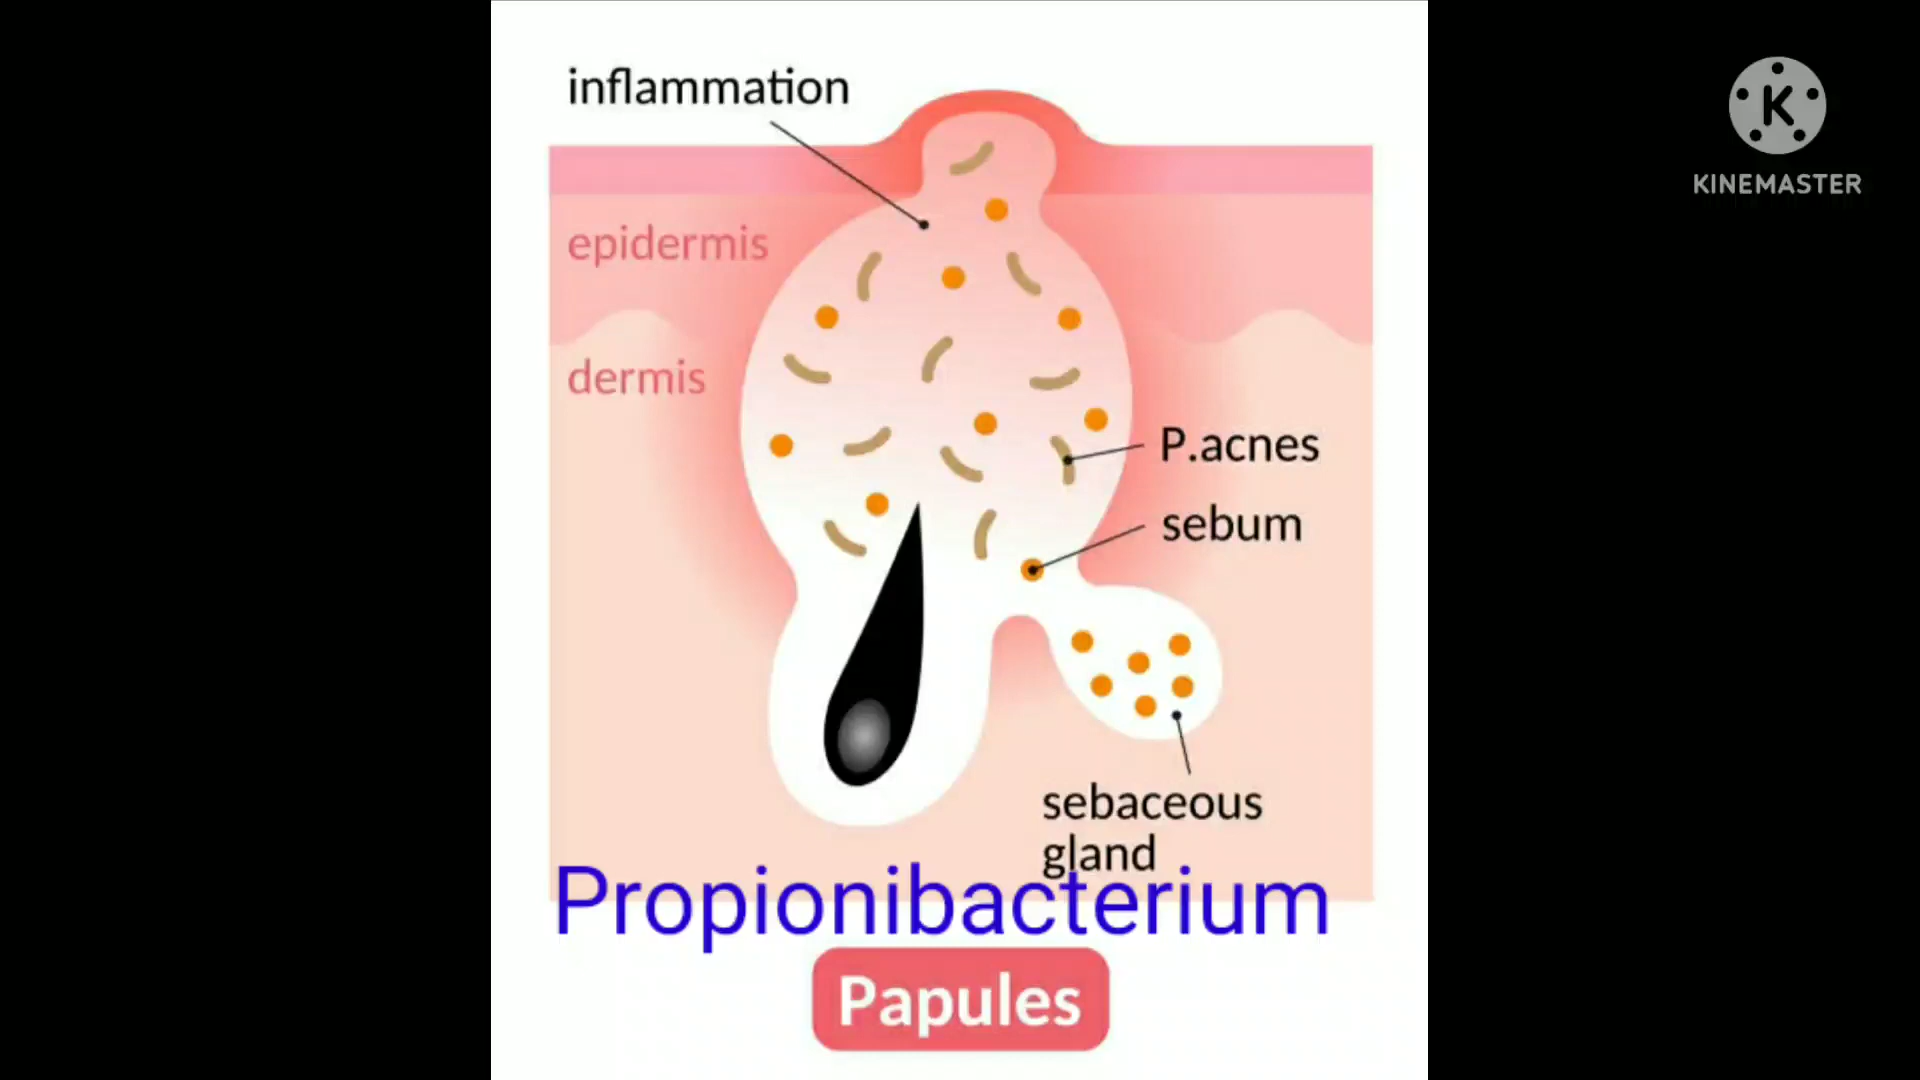 inflammation
epidermis
dermis
P.acnes
sebum
sebaceous
gland
Propionibacterium
Papules
K
KINEMASTER